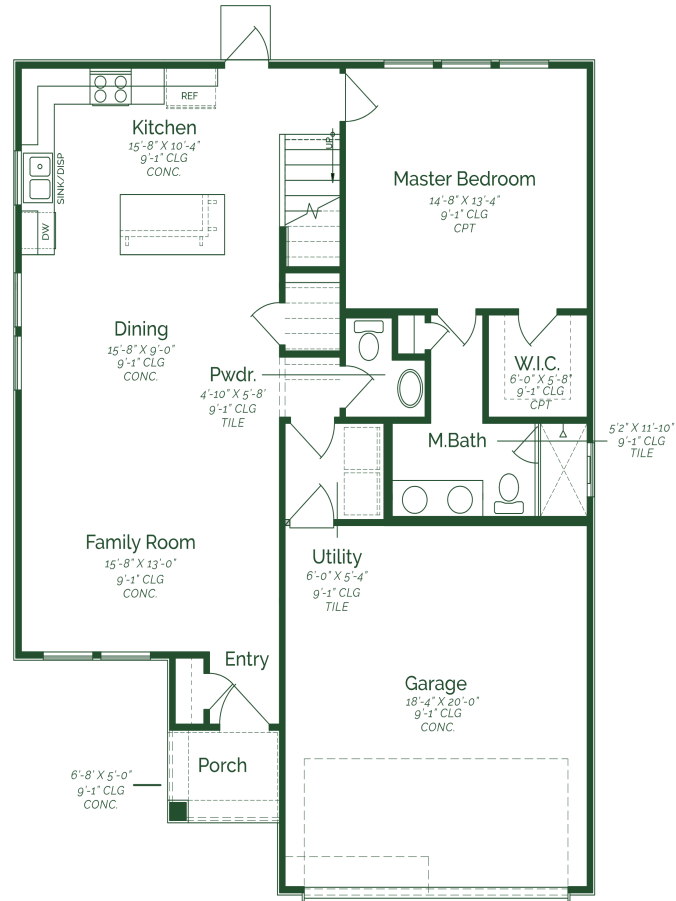 REF
Kitchen
15'-8" X 10'-4"
9'-1" CLG
CONC.
UP
SINK/DISP
DW
Master Bedroom
14'-8" X 13'-4"
9'-1" CLG
CPT
Dining
15'-8" X 9'-0"
9'-1" CLG
CONC.
Pwdr.
4'-10" X 5'-8"
9'-1" CLG
TILE
W.I.C.
6'-0" X 5'-8"
9'-1" CLG
CPT
M.Bath
5'2" X 11'-10"
9'-1" CLG
TILE
Family Room
15'-8" X 13'-0"
9'-1" CLG
CONC.
Utility
6'-0" X 5'-4"
9'-1" CLG
TILE
Entry
Garage
18'-4" X 20'-0"
9'-1" CLG
CONC.
Porch
6'-8' X 5'-0"
9'-1" CLG
CONC.